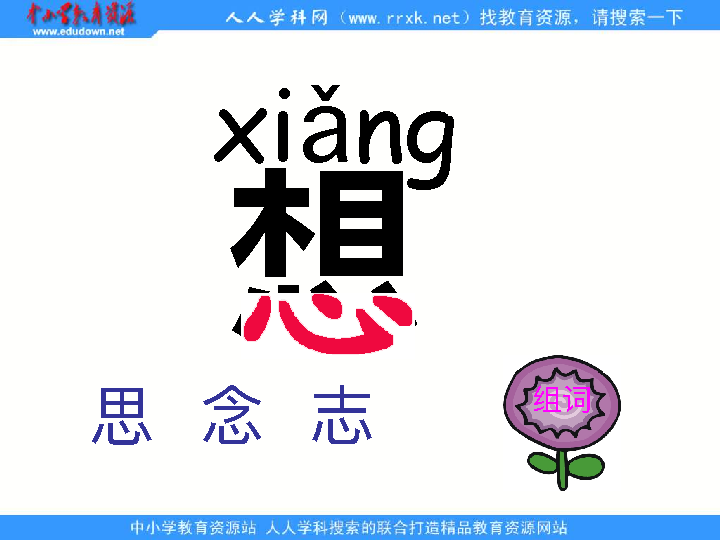 中小学教育资源
www.edudown.net
人人学科网（www.rrxk.net）找教育资源，请搜索一下
xiǎng
想
思 念 志
组词
中小学教育资源站 人人学科搜索的联合打造精品教育资源网站